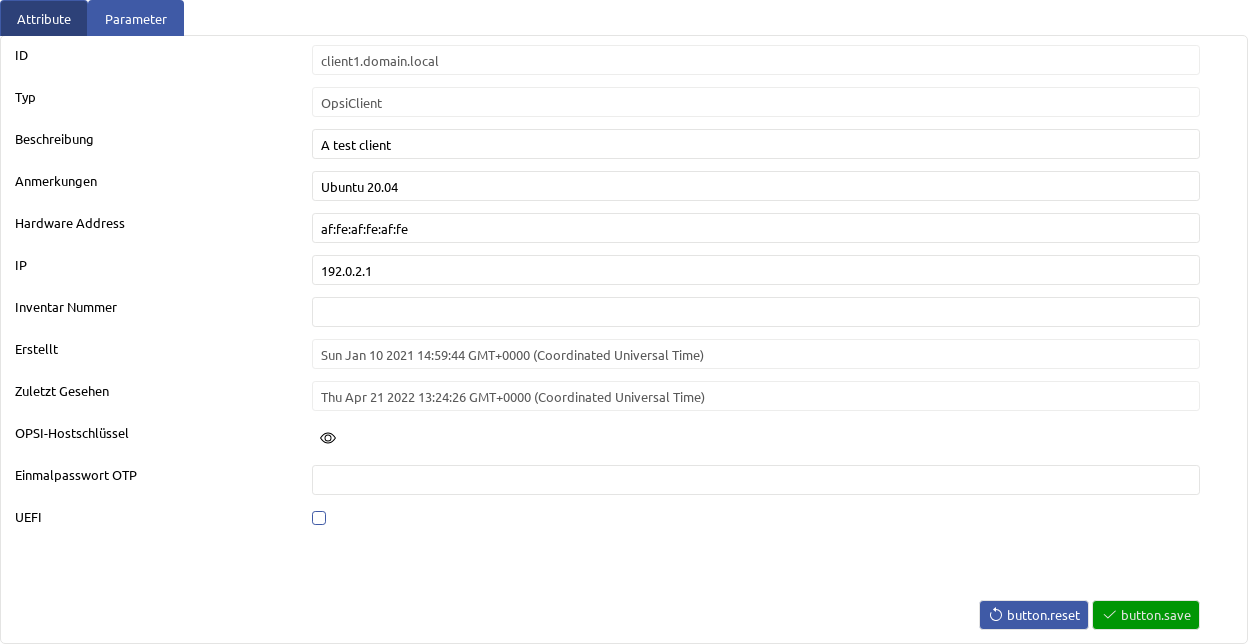 Attribute Parameter
ID client1.domain.local
Typ OpsiClient
Beschreibung A test client
Anmerkungen Ubuntu 20.04
Hardware Address af:fe:af:fe:af:fe
IP 192.0.2.1
Inventar Nummer
Erstellt Sun Jan 10 2021 14:59:44 GMT+0000 (Coordinated Universal Time)
Zuletzt Gesehen Thu Apr 21 2022 13:24:26 GMT+0000 (Coordinated Universal Time)
OPSI-Hostschlüssel
Einmalpasswort OTP
UEFI
button.reset button.save